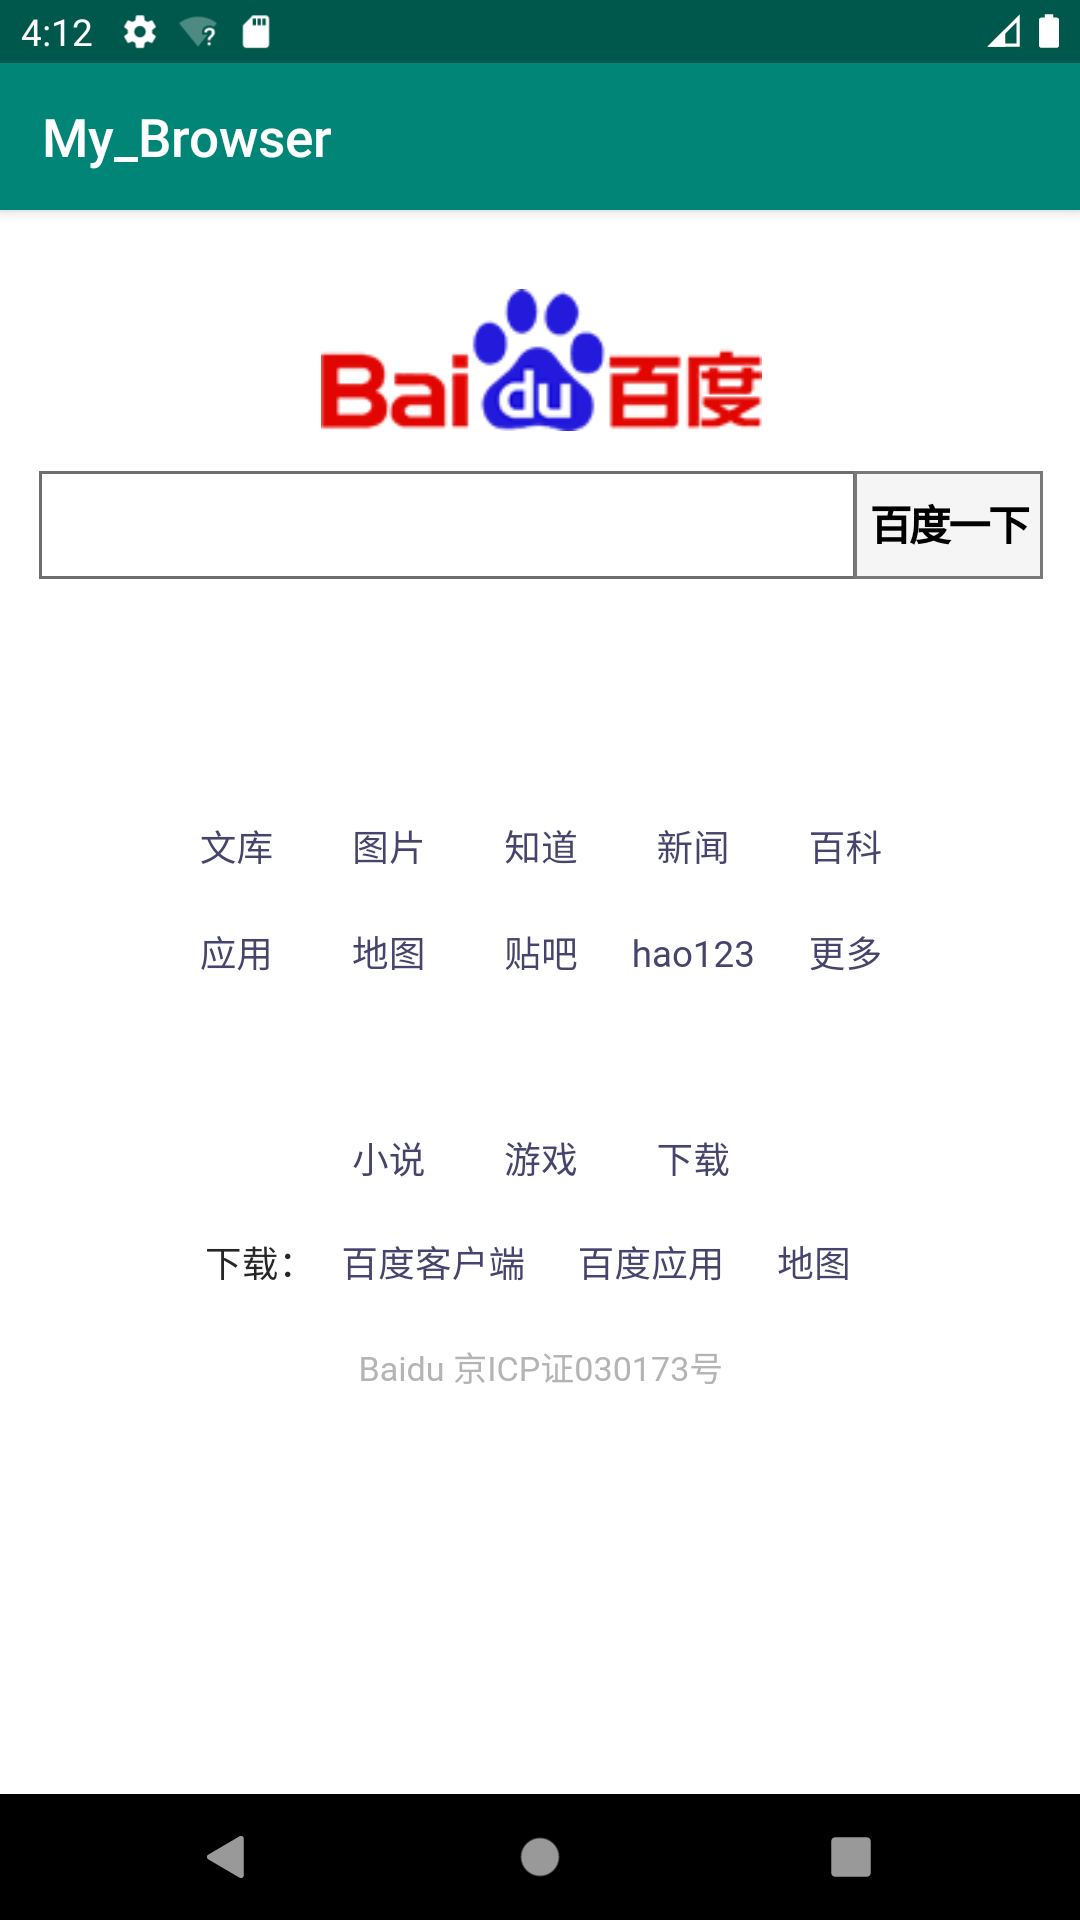 4:12
My_Browser
Bai du 百度
百度一下
文库 图片 知道 新闻 百科
应用 地图 贴吧 hao123 更多
小说 游戏 下载
下载： 百度客户端 百度应用 地图
Baidu 京ICP证030173号